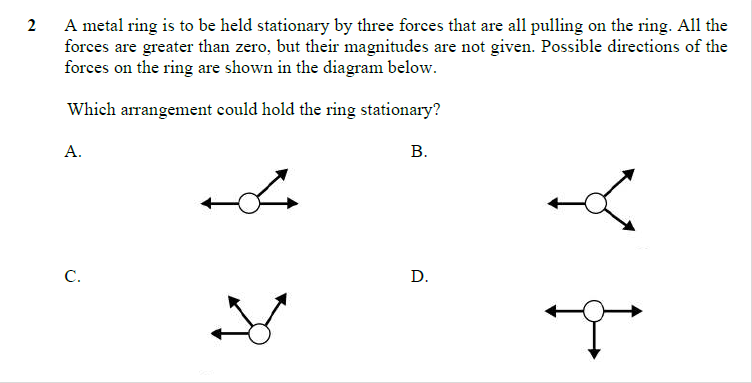 2 A metal ring is to be held stationary by three forces that are all pulling on the ring. All the
forces are greater than zero, but their magnitudes are not given. Possible directions of the
forces on the ring are shown in the diagram below.
Which arrangement could hold the ring stationary?
A. B.
C. D.